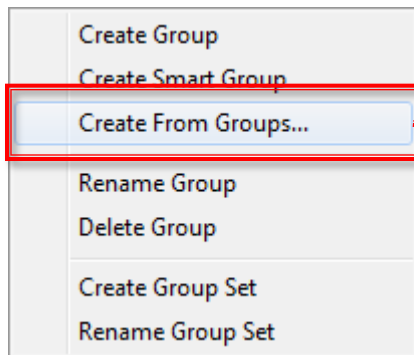 Create Group
Create Smart Group
Create From Groups...
Rename Group
Delete Group
Create Group Set
Rename Group Set